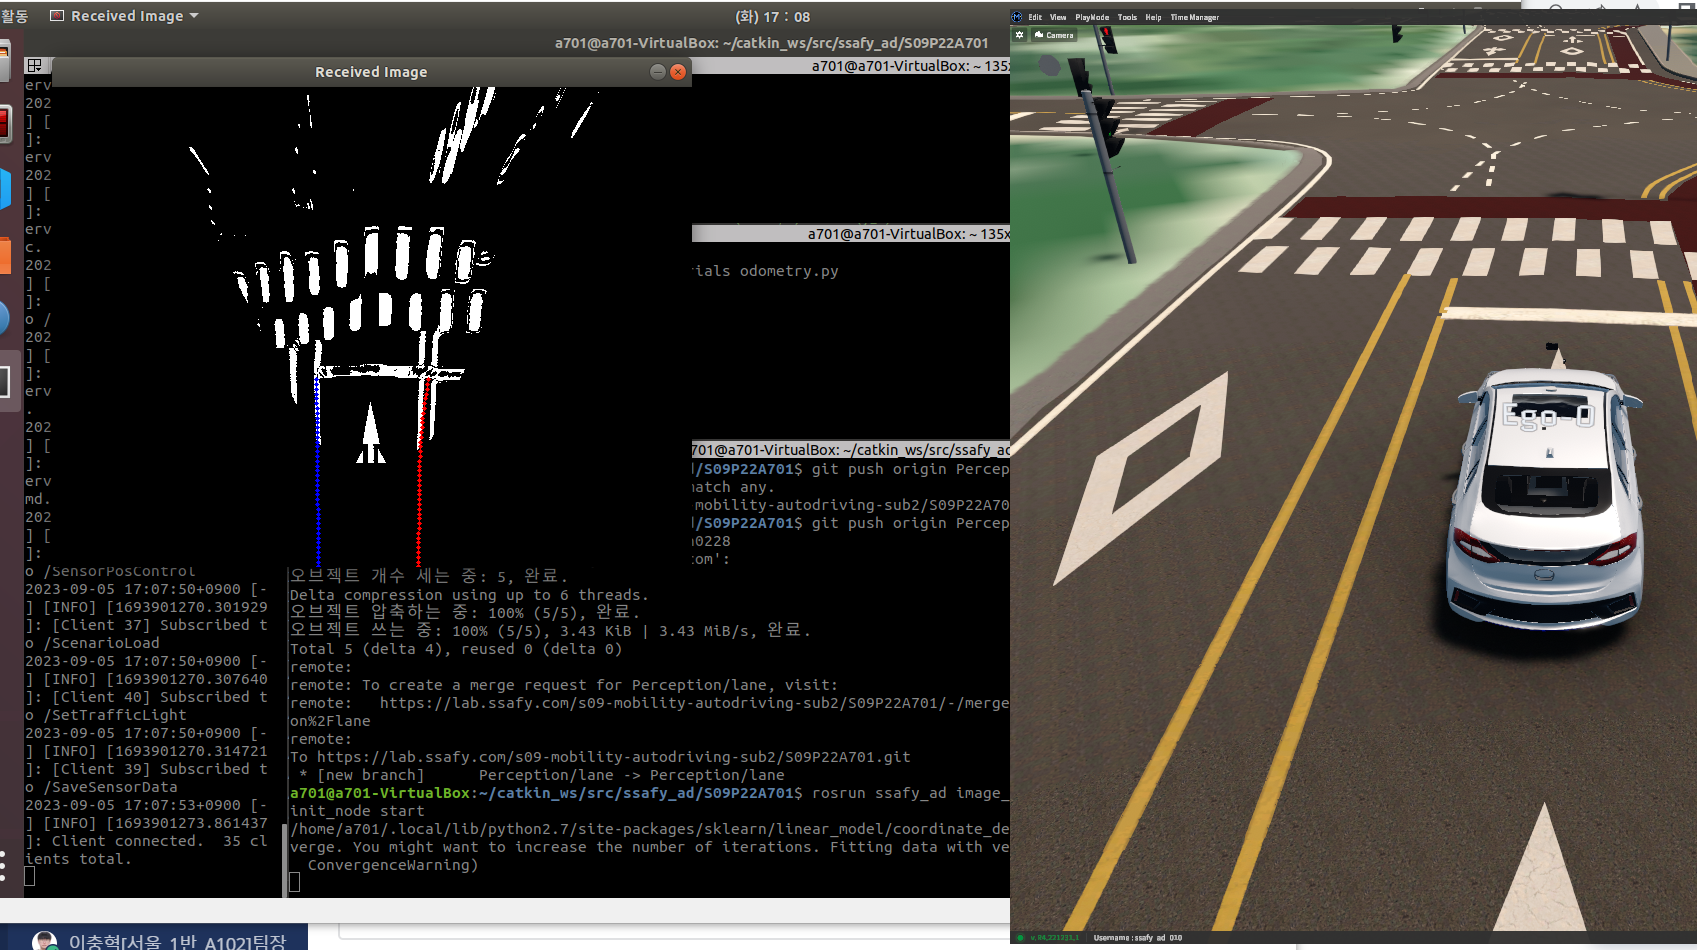 활동
Received Image
(화) 17 : 08
a701@a701-VirtualBox: ~/catkin_ws/src/ssafy_ad/S09P22A701
a701@a701-VirtualBox: ~ 135x
Received Image
erv
202
] [
]:
erv
202
] [
]:
erv
c.
202
] [
]:
o /
202
] [
]:
erv
.
202
] [
]:
erv
md.
202
] [
]:
o /SensorPosControl
2023-09-05 17:07:50+0900 [-
] [INFO] [1693901270.301929
]: [Client 37] Subscribed t
o /ScenarioLoad
2023-09-05 17:07:50+0900 [-
] [INFO] [1693901270.307640
]: [Client 40] Subscribed t
o /SetTrafficLight
2023-09-05 17:07:50+0900 [-
] [INFO] [1693901270.314721
]: [Client 39] Subscribed t
o /SaveSensorData
2023-09-05 17:07:53+0900 [-
] [INFO] [1693901273.861437
]: Client connected.  35 cl
ients total.
a701@a701-VirtualBox: ~ 135x
ials odometry.py
701@a701-VirtualBox: ~/catkin_ws/src/ssafy_ad
/S09P22A701$ git push origin Percep
match any.
mobility-autodriving-sub2/S09P22A70
/S09P22A701$ git push origin Percep
0228
com':
오브젝트 개수 세는 중: 5, 완료.
Delta compression using up to 6 threads.
오브젝트 압축하는 중: 100% (5/5), 완료.
오브젝트 쓰는 중: 100% (5/5), 3.43 KiB | 3.43 MiB/s, 완료.
Total 5 (delta 4), reused 0 (delta 0)
remote:
remote: To create a merge request for Perception/lane, visit:
remote:   https://lab.ssafy.com/s09-mobility-autodriving-sub2/S09P22A701/-/merge
on%2Flane
remote:
To https://lab.ssafy.com/s09-mobility-autodriving-sub2/S09P22A701.git
 * [new branch]      Perception/lane -> Perception/lane
a701@a701-VirtualBox:~/catkin_ws/src/ssafy_ad/S09P22A701$ rosrun ssafy_ad image_
init_node start
/home/a701/.local/lib/python2.7/site-packages/sklearn/linear_model/coordinate_de
verge. You might want to increase the number of iterations. Fitting data with ve
  ConvergenceWarning)
이충혁[서울_1반_A102]팀장
Edit View PlayMode Tools Help Time Manager
Camera
Ego-0
Username : ssafy_ad_010